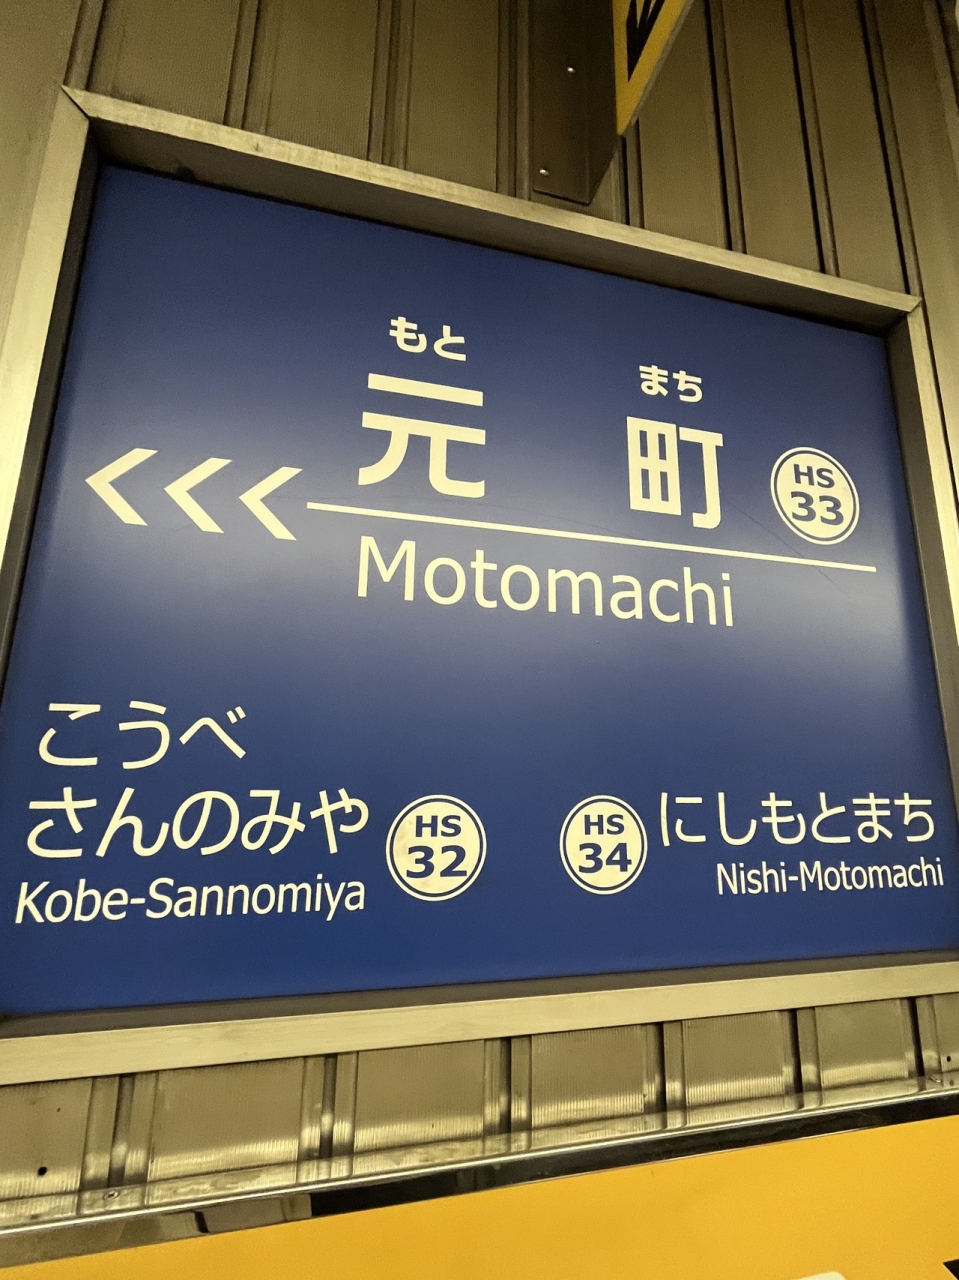 もと まち
元 町
HS
33
Motomachi
こうべ
さんのみや
Kobe-Sannomiya
HS
32
HS
34
にしもとまち
Nishi-Motomachi